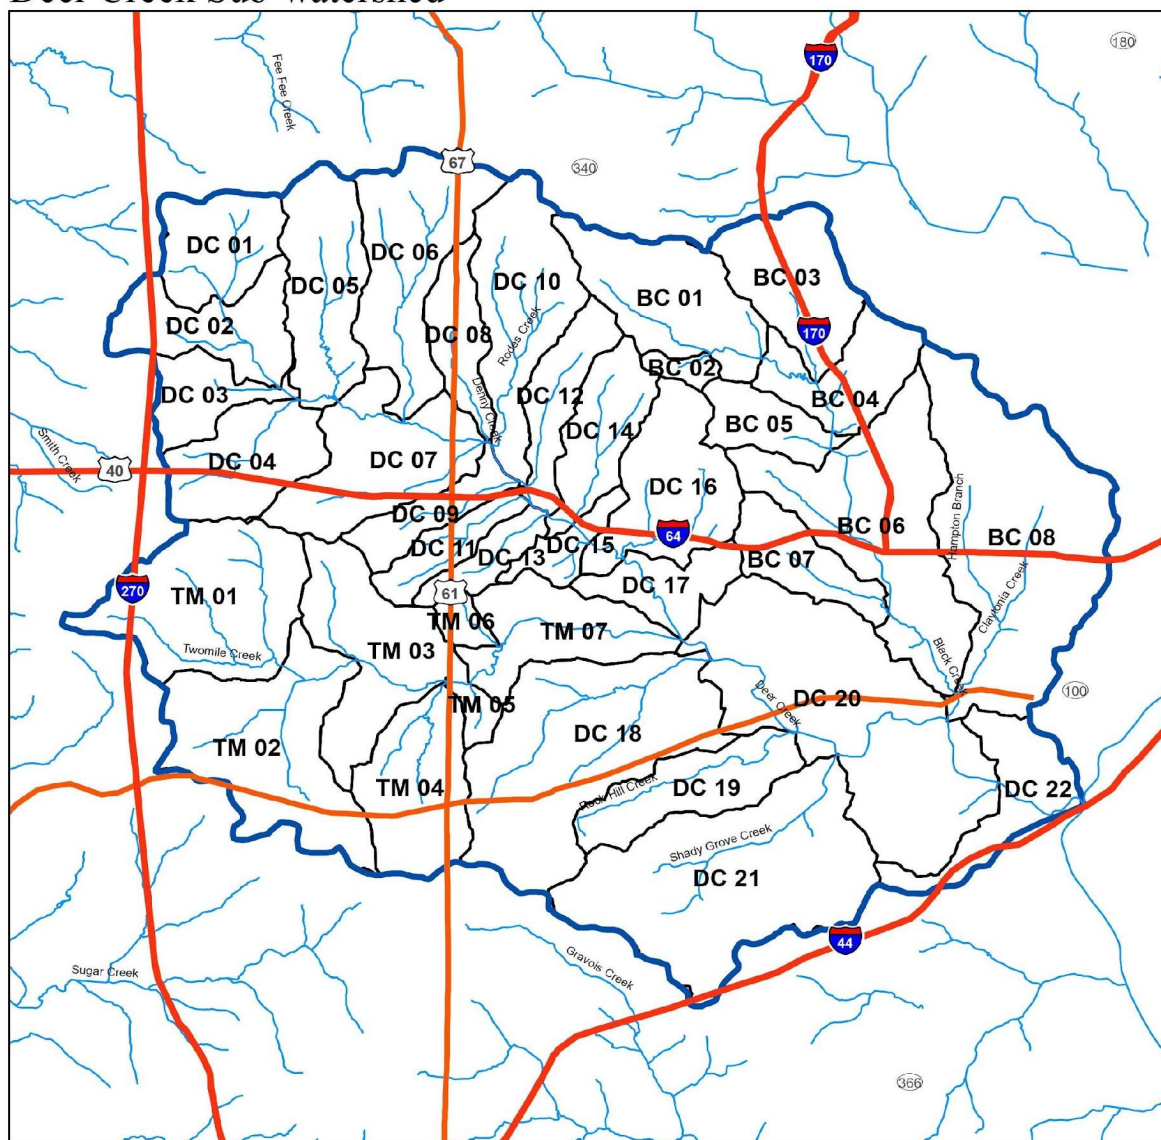 Deer Creek Sub-watershed
180
170
Fee Fee Creek
67
340
DC 01
DC 06
DC 05
DC 10
BC 03
BC 01
DC 02
DC 08
Rodes Creek
170
BC 02
DC 03
Denny Creek
DC 12
BC 04
BC 05
DC 14
Smith Creek
40
DC 04
DC 07
DC 16
Hampton Branch
DC 09
BC 06
64
BC 08
DC 11
DC 13
DC 15
BC 07
DC 17
270
TM 01
61
Claytonia Creek
TM 06
TM 07
Twomile Creek
TM 03
Black Creek
100
TM 05
Deer Creek
DC 20
TM 02
DC 18
TM 04
Rock Hill Creek
DC 19
DC 22
Shady Grove Creek
DC 21
44
Gravois Creek
Sugar Creek
366